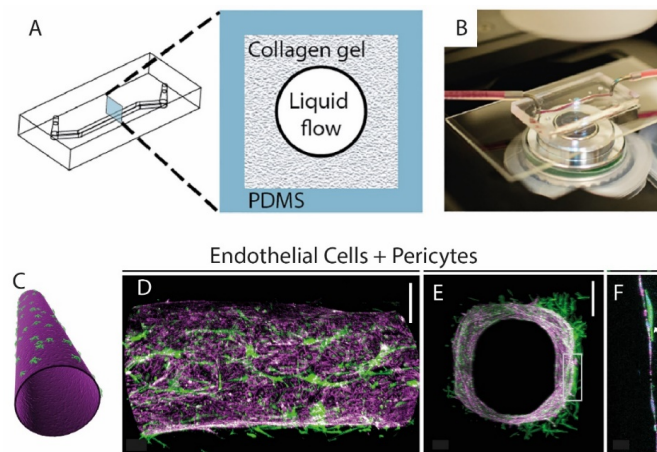 A
Collagen gel
Liquid
flow
PDMS
B
Endothelial Cells + Pericytes
C
D
E
F